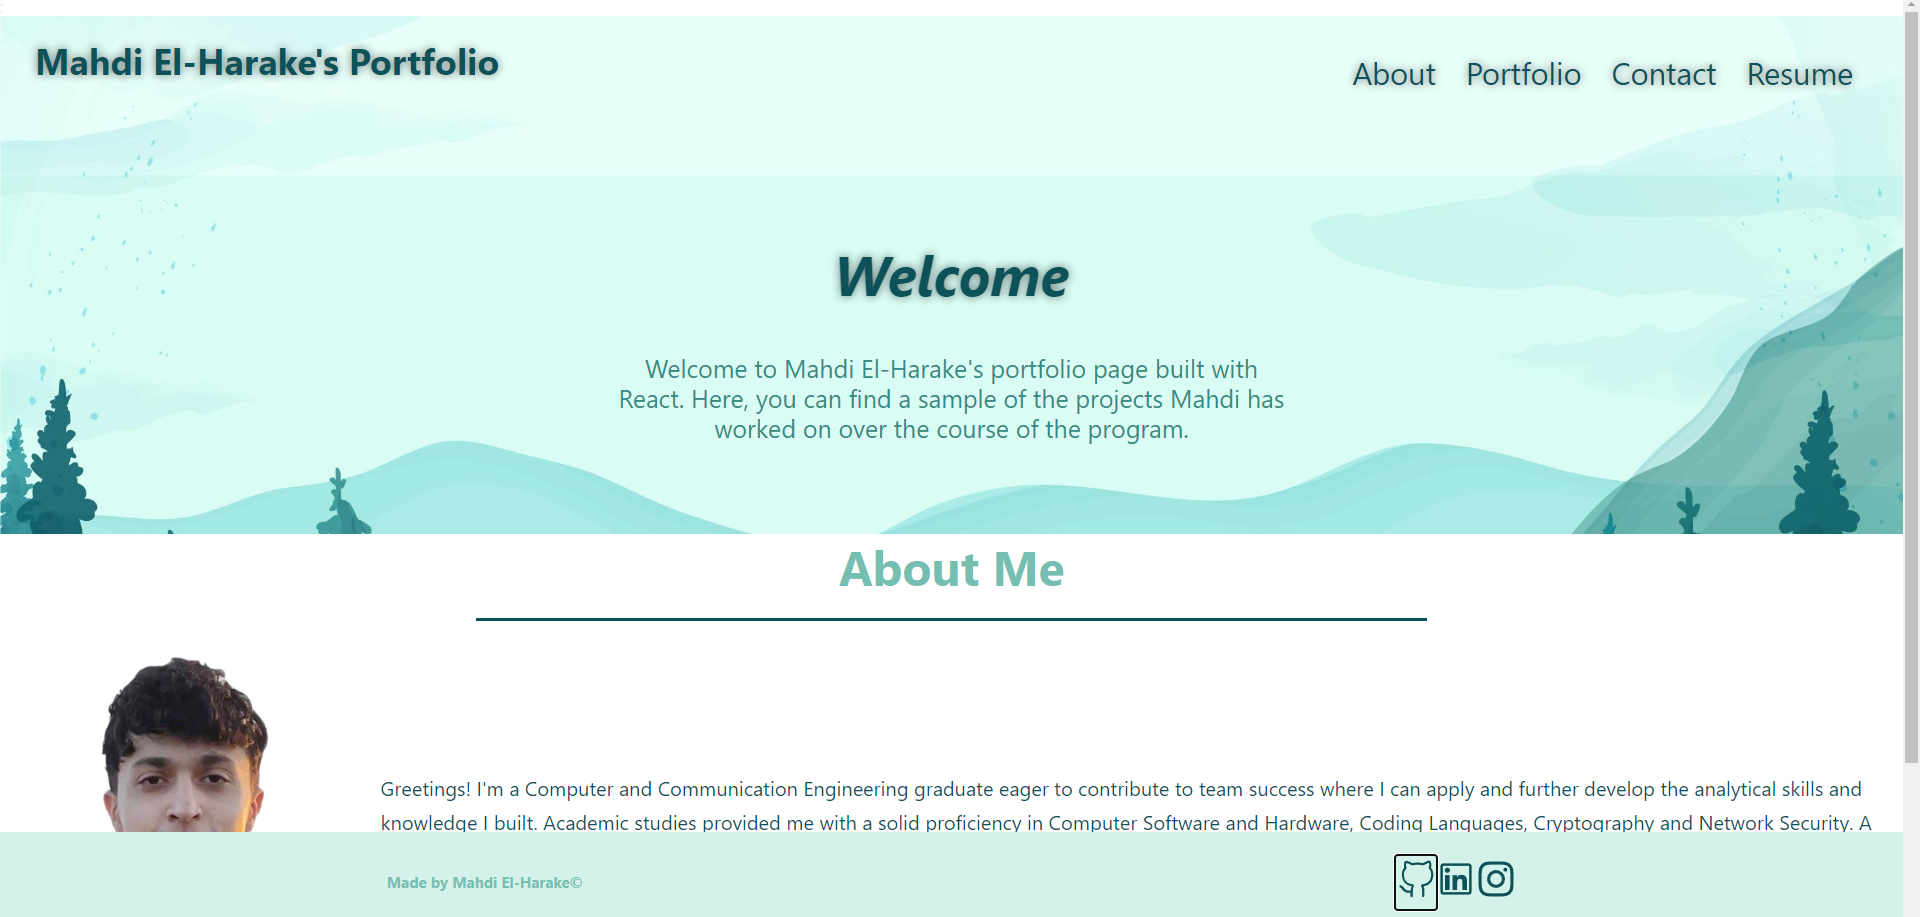 Mahdi El-Harake's Portfolio
About Portfolio Contact Resume
Welcome
Welcome to Mahdi El-Harake's portfolio page built with
React. Here, you can find a sample of the projects Mahdi has
worked on over the course of the program.
About Me
Greetings! I'm a Computer and Communication Engineering graduate eager to contribute to team success where I can apply and further develop the analytical skills and
knowledge I built. Academic studies provided me with a solid proficiency in Computer Software and Hardware, Coding Languages, Cryptography and Network Security. A
Made by Mahdi El-Harake©
in